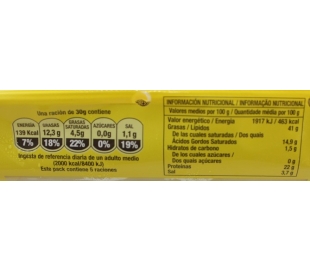 Una ración de 30g contiene
ENERGÍA GRASAS GRASAS SATURADAS AZÚCARES SAL
139 Kcal 12,3 g 4,5g 0,0g 1,1 g
7% 18% 22% 0% 19%
Ingesta de referencia diaria de un adulto medio
(2000 kcal/8400 kJ)
Este pack contiene 5 raciones
INFORMACIÓN NUTRICIONAL / INFORMAÇÃO NUTRICIONAL
Valores medios por 100 g / Quantidade média por 100 g
Valor energético / Energia 1917 kJ / 463 kcal
Grasas / Lípidos 41 g
De las cuales saturadas / Dos quais
Ácidos Gordos Saturados 14,9 g
Hidratos de carbono 1,5 g
De los cuales azúcares /
Dos quais açúcares 0 g
Proteínas 22 g
Sal 3,7 g